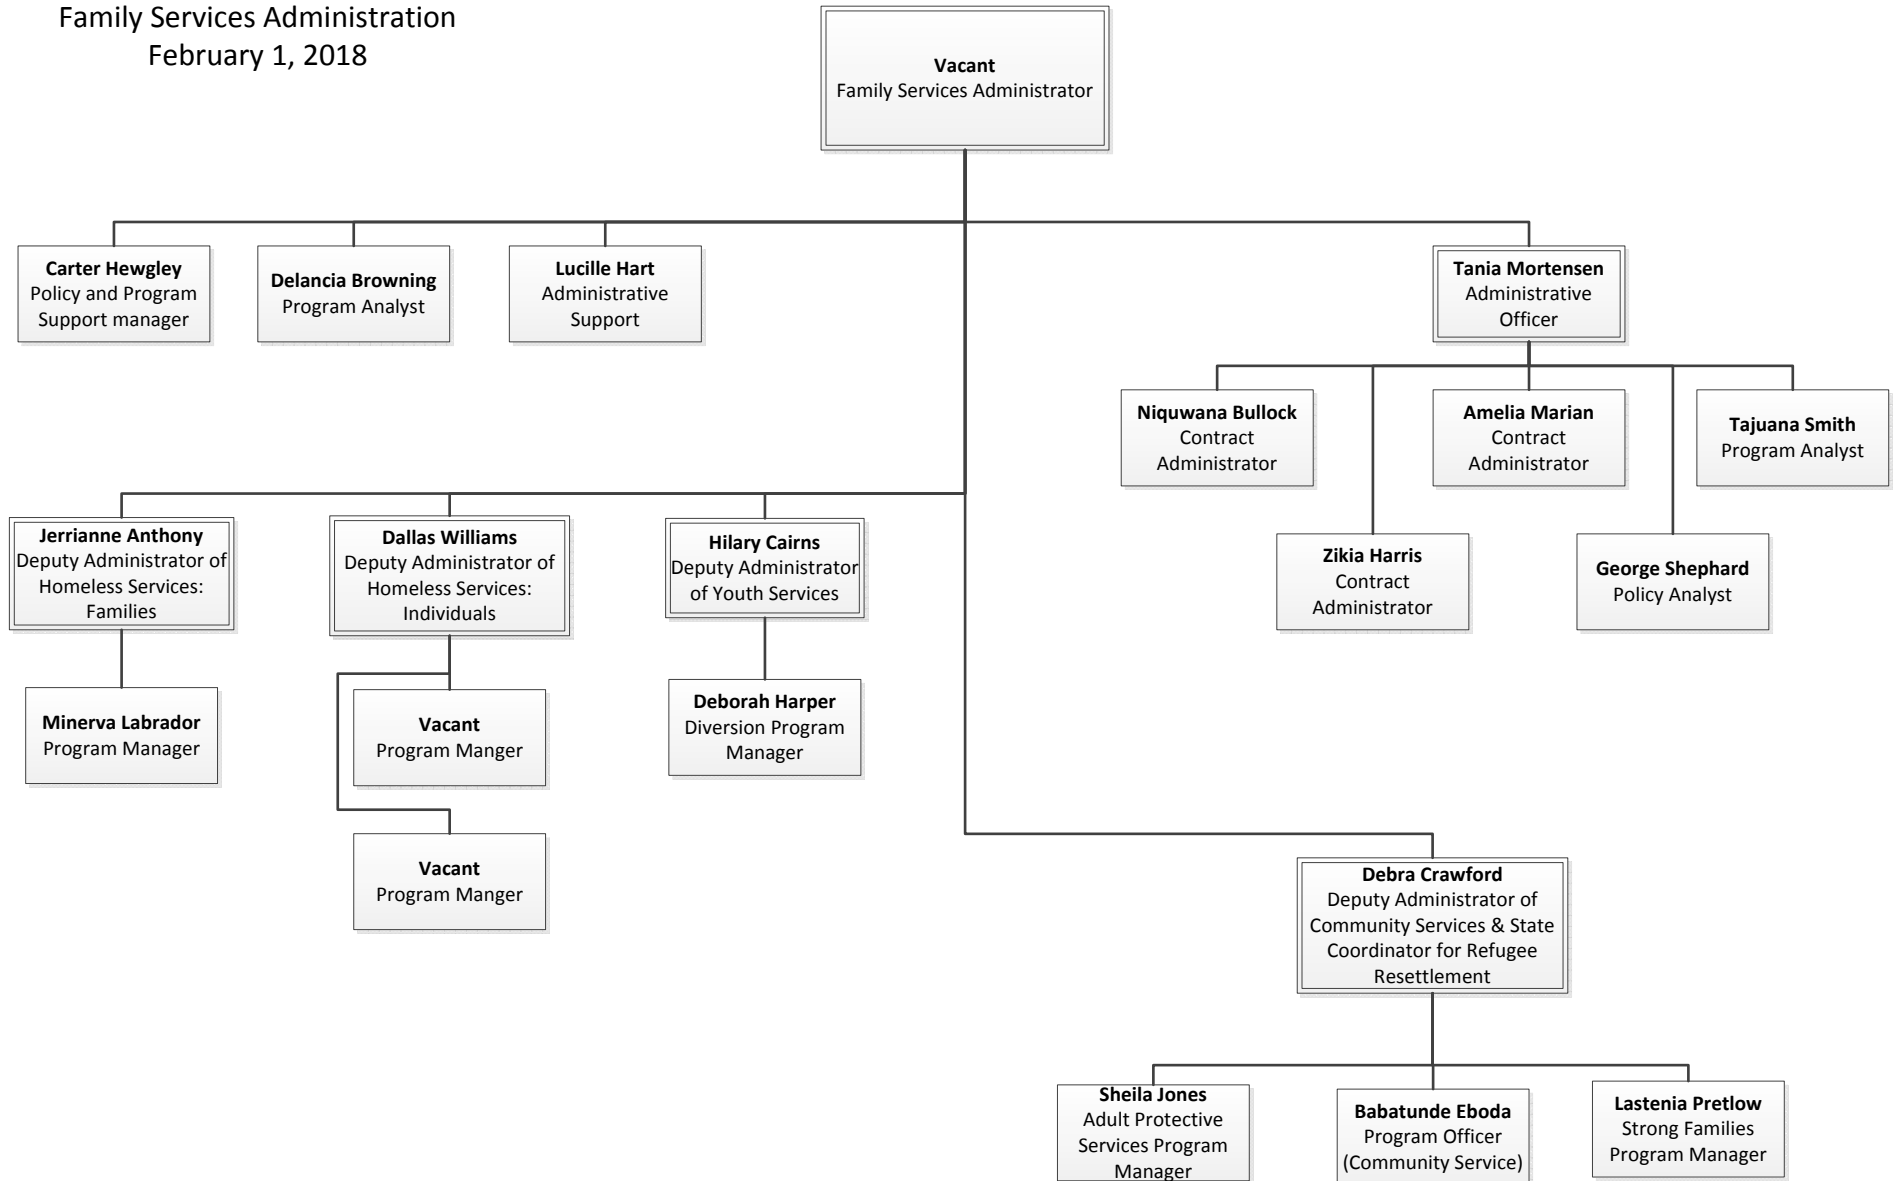 Family Services Administration
February 1, 2018
Vacant
Family Services Administrator
Carter Hewgley
Policy and Program
Support manager
Delancia Browning
Program Analyst
Lucille Hart
Administrative
Support
Tania Mortensen
Administrative
Officer
Niquwana Bullock
Contract
Administrator
Amelia Marian
Contract
Administrator
Tajuana Smith
Program Analyst
Zikia Harris
Contract
Administrator
George Shephard
Policy Analyst
Jerrianne Anthony
Deputy Administrator of
Homeless Services:
Families
Dallas Williams
Deputy Administrator of
Homeless Services:
Individuals
Hilary Cairns
Deputy Administrator
of Youth Services
Minerva Labrador
Program Manager
Vacant
Program Manger
Deborah Harper
Diversion Program
Manager
Vacant
Program Manger
Debra Crawford
Deputy Administrator of
Community Services & State
Coordinator for Refugee
Resettlement
Sheila Jones
Adult Protective
Services Program
Manager
Babatunde Eboda
Program Officer
(Community Service)
Lastenia Pretlow
Strong Families
Program Manager